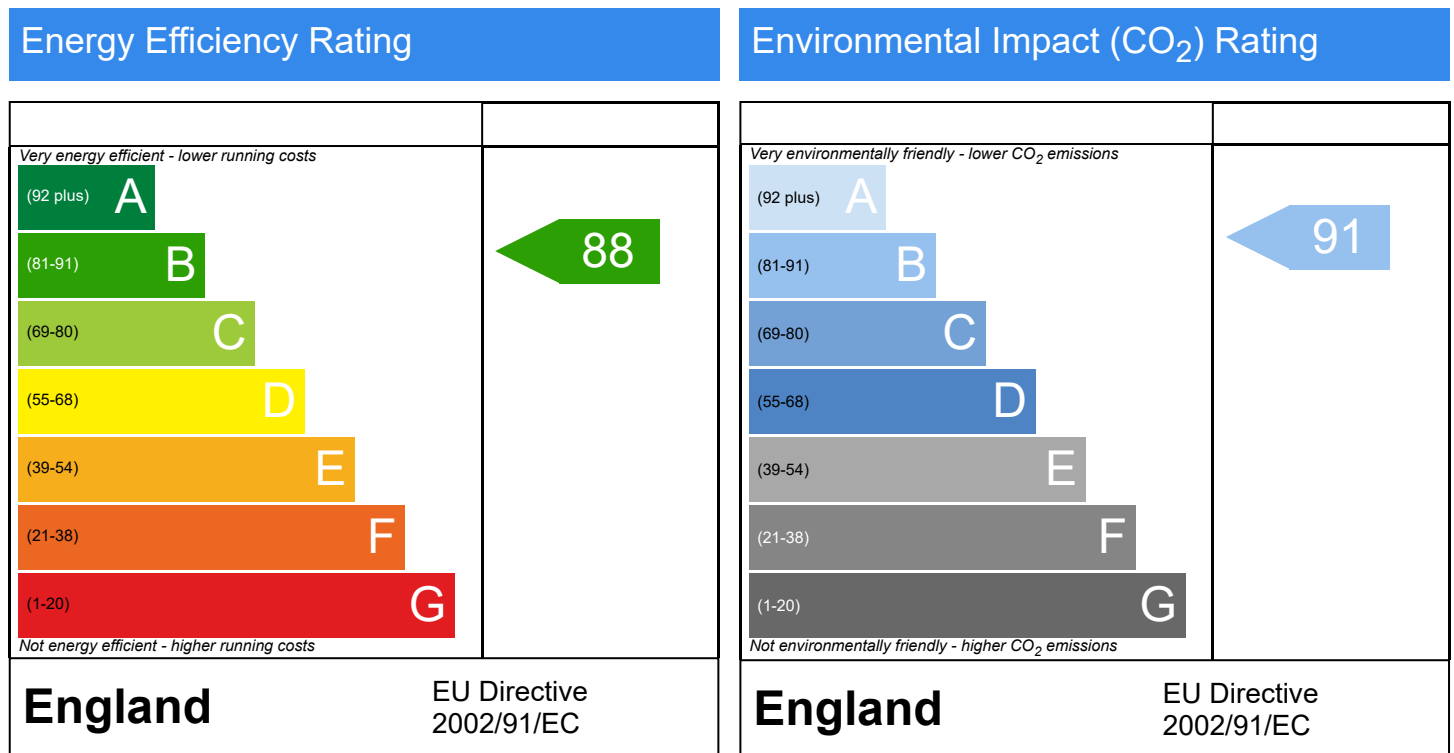 Energy Efficiency Rating
Very energy efficient - lower running costs
(92 plus) A
(81-91) B
(69-80) C
(55-68) D
(39-54) E
(21-38) F
(1-20) G
Not energy efficient - higher running costs
88
England
EU Directive
2002/91/EC
Environmental Impact (CO₂) Rating
Very environmentally friendly - lower CO₂ emissions
(92 plus) A
(81-91) B
(69-80) C
(55-68) D
(39-54) E
(21-38) F
(1-20) G
Not environmentally friendly - higher CO₂ emissions
91
England
EU Directive
2002/91/EC